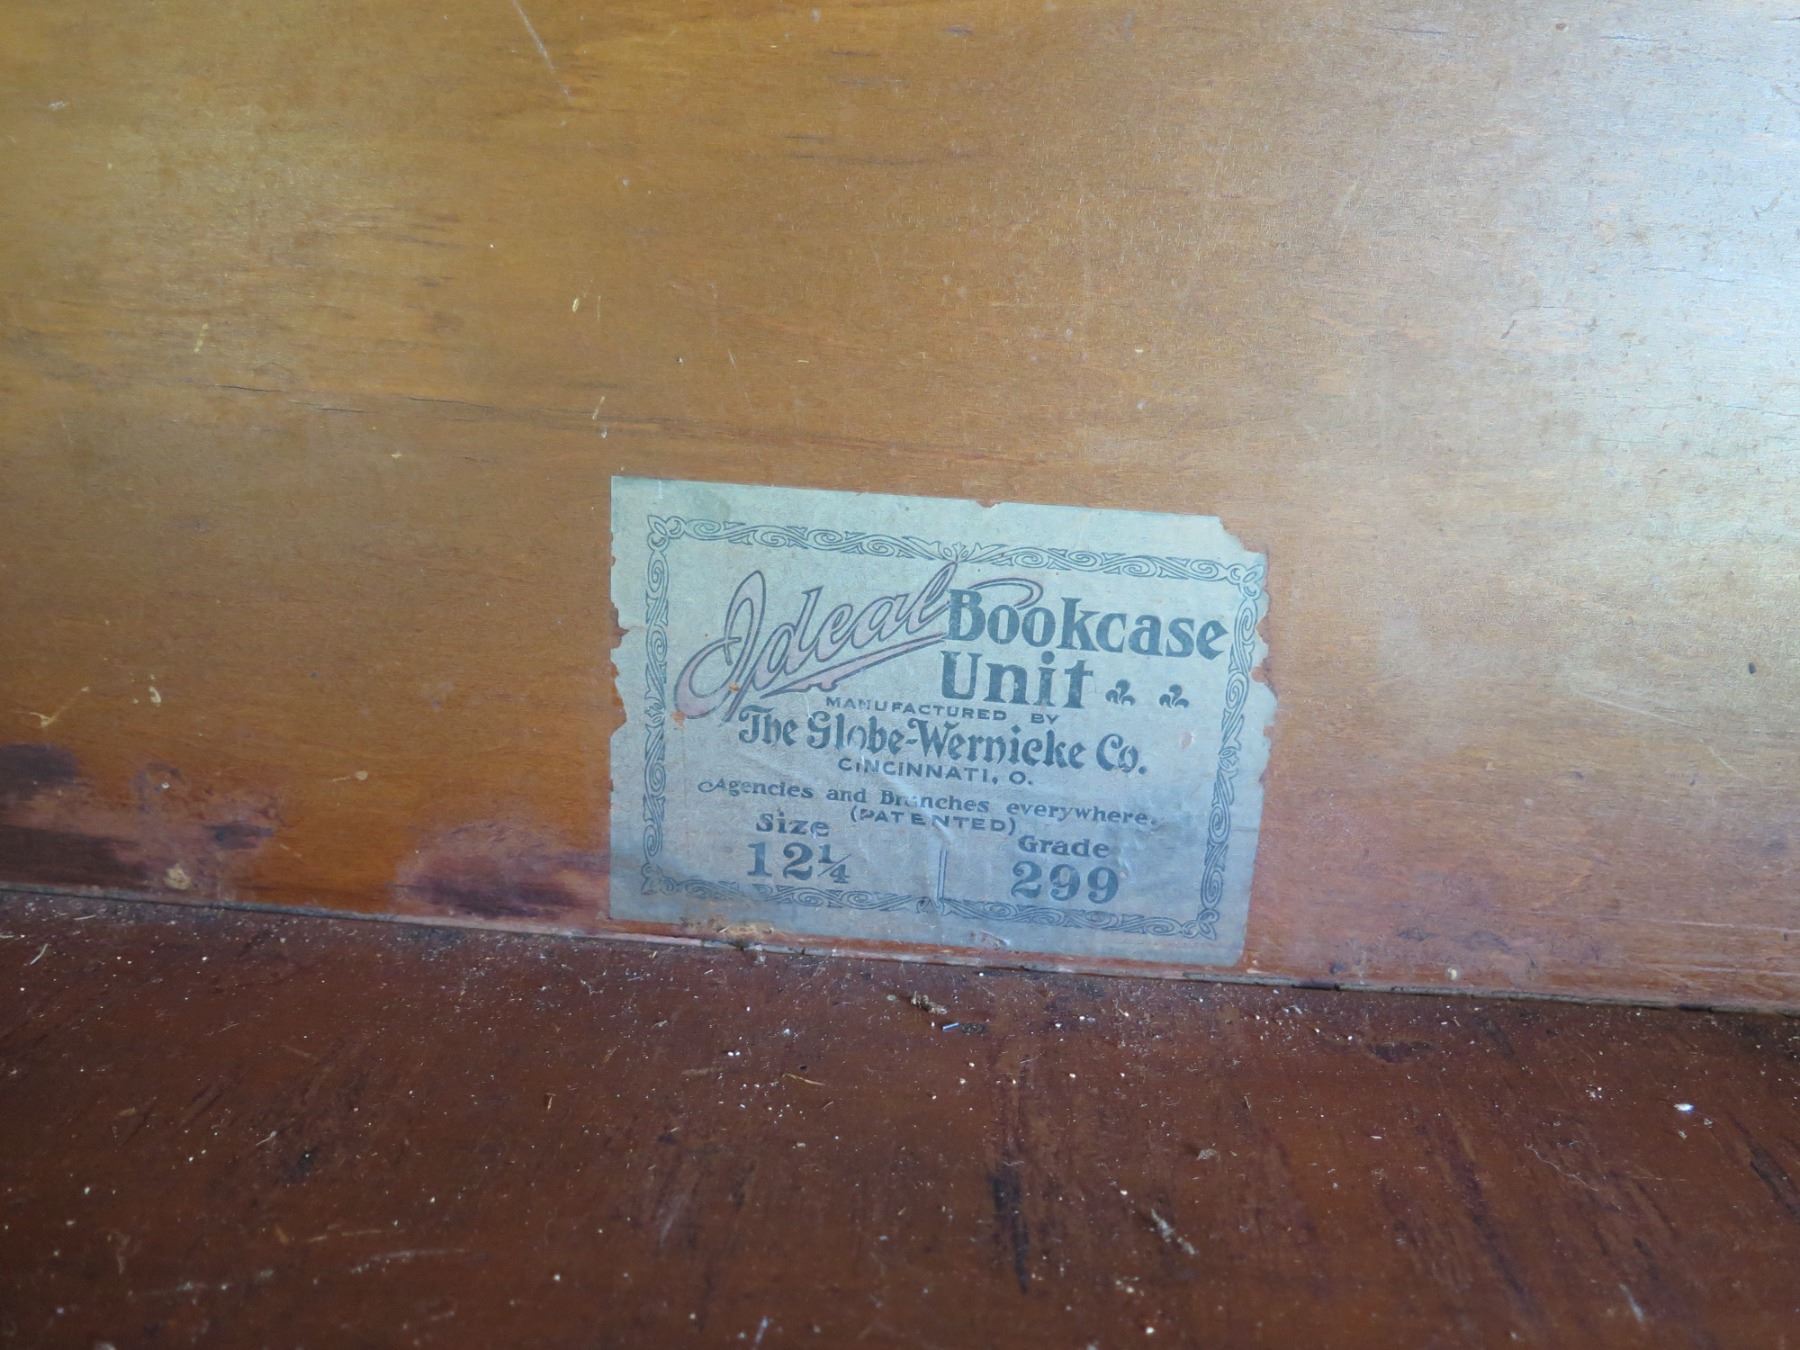 Ideal Bookcase
Unit
MANUFACTURED BY
The Globe-Wernicke Co.
CINCINNATI, O.
Agencies and Branches everywhere.
(PATENTED)
Size Grade
12¼ 299